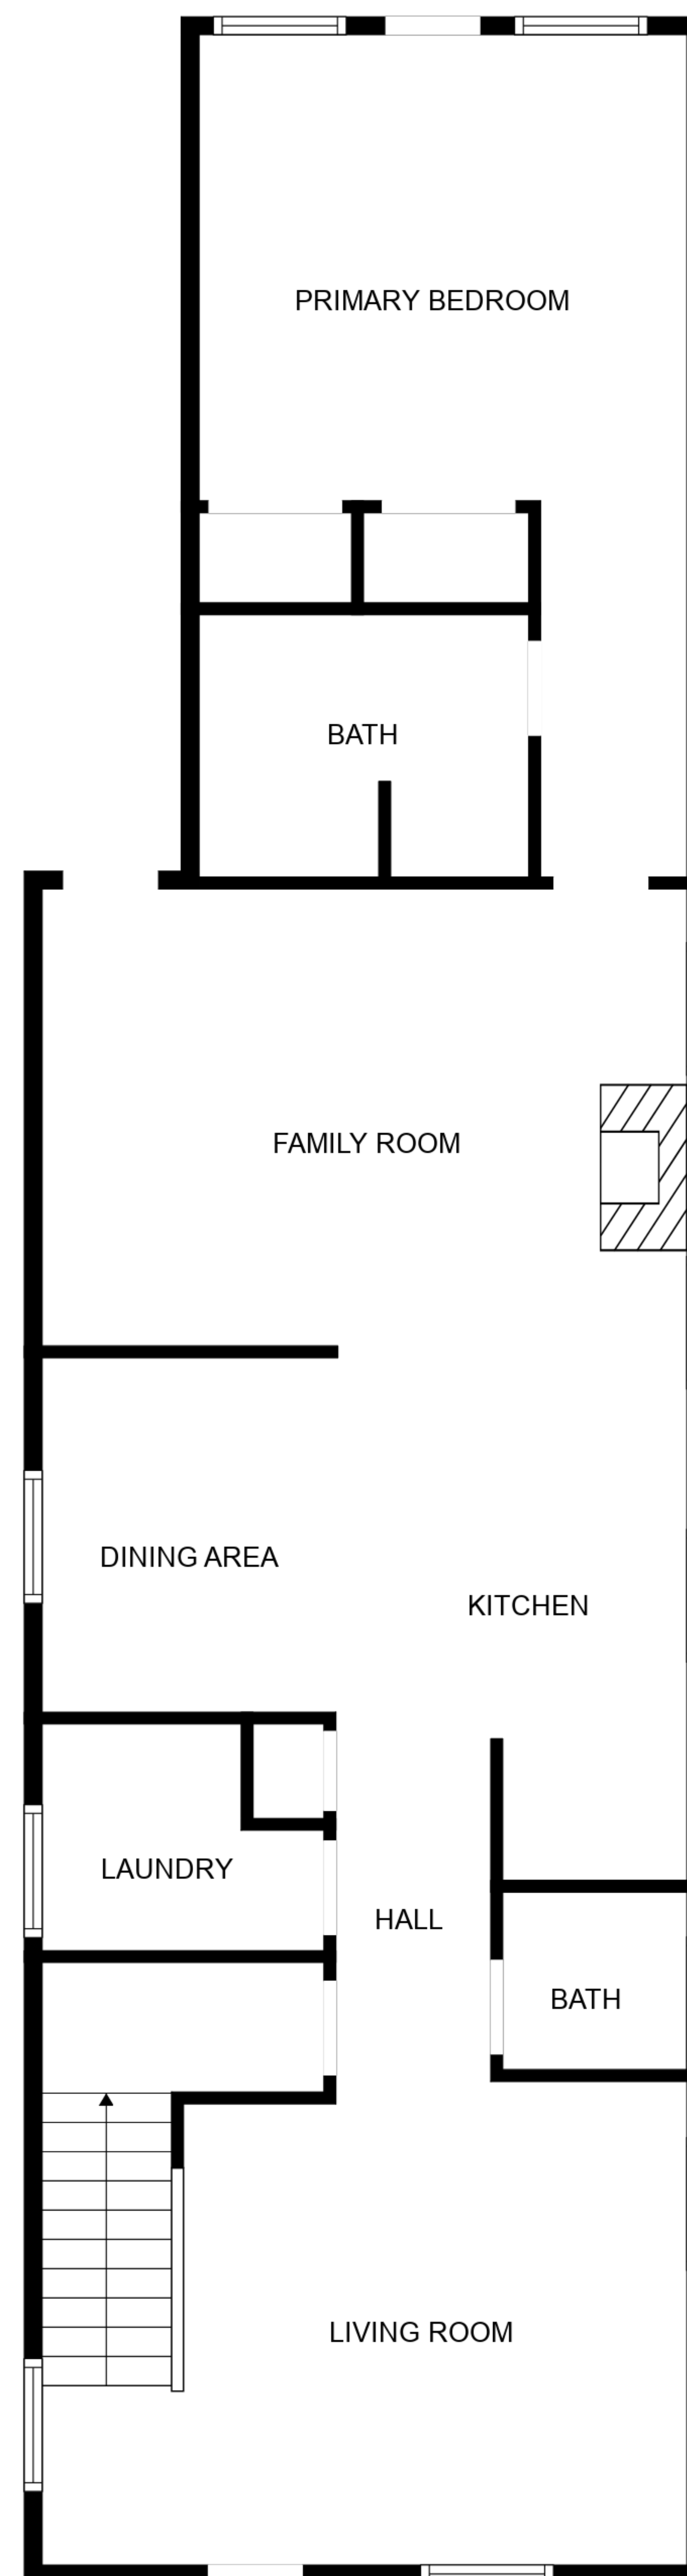 PRIMARY BEDROOM
BATH
FAMILY ROOM
DINING AREA
KITCHEN
LAUNDRY
HALL
BATH
LIVING ROOM